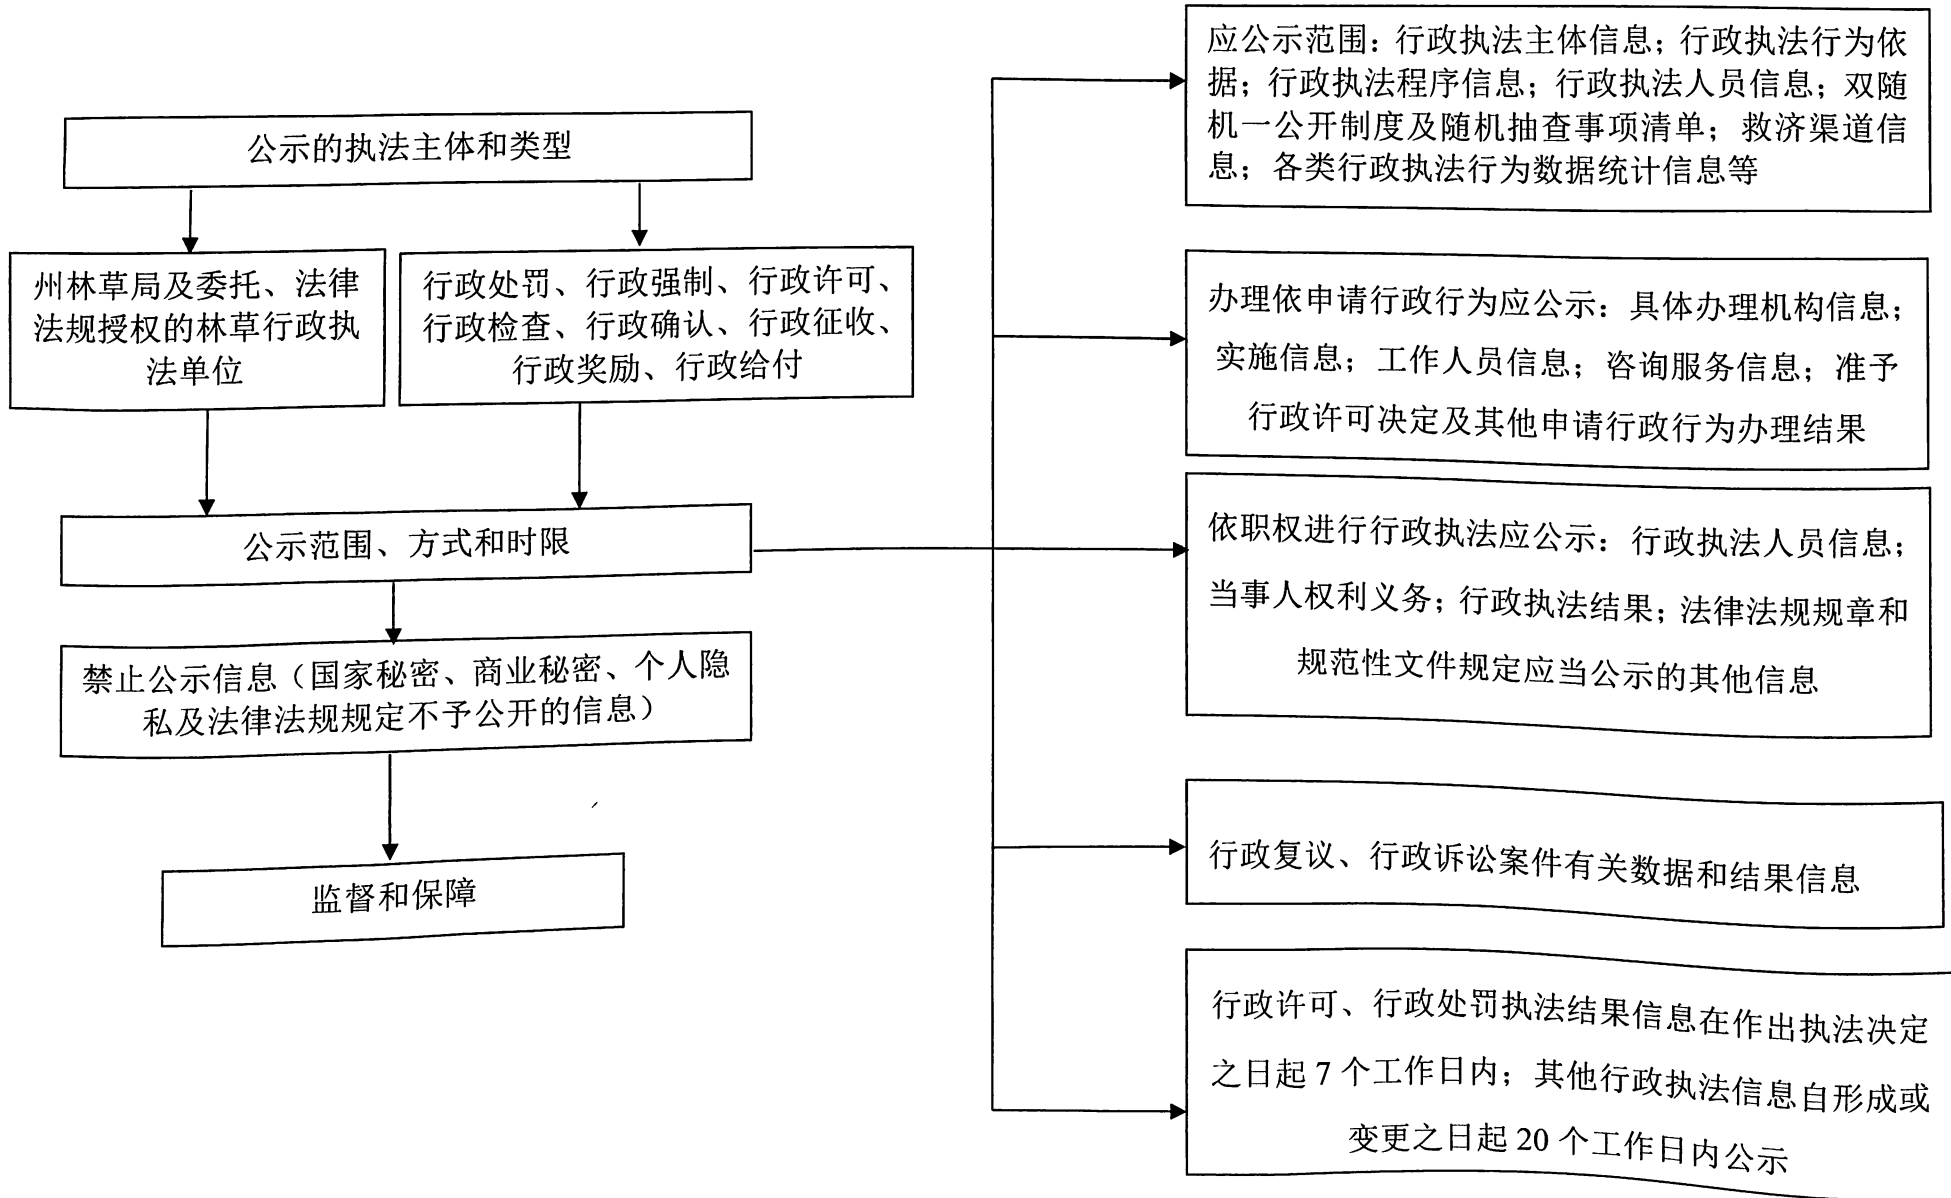 公示的执法主体和类型
州林草局及委托、法律
法规授权的林草行政执
法单位
行政处罚、行政强制、行政许可、
行政检查、行政确认、行政征收、
行政奖励、行政给付
公示范围、方式和时限
禁止公示信息（国家秘密、商业秘密、个人隐
私及法律法规规定不予公开的信息）
监督和保障
应公示范围：行政执法主体信息；行政执法行为依
据；行政执法程序信息；行政执法人员信息；双随
机一公开制度及随机抽查事项清单；救济渠道信
息；各类行政执法行为数据统计信息等
办理依申请行政行为应公示：具体办理机构信息；
实施信息；工作人员信息；咨询服务信息；准予
行政许可决定及其他申请行政行为办理结果
依职权进行行政执法应公示：行政执法人员信息；
当事人权利义务；行政执法结果；法律法规规章和
规范性文件规定应当公示的其他信息
行政复议、行政诉讼案件有关数据和结果信息
行政许可、行政处罚执法结果信息在作出执法决定
之日起 7 个工作日内；其他行政执法信息自形成或
变更之日起 20 个工作日内公示